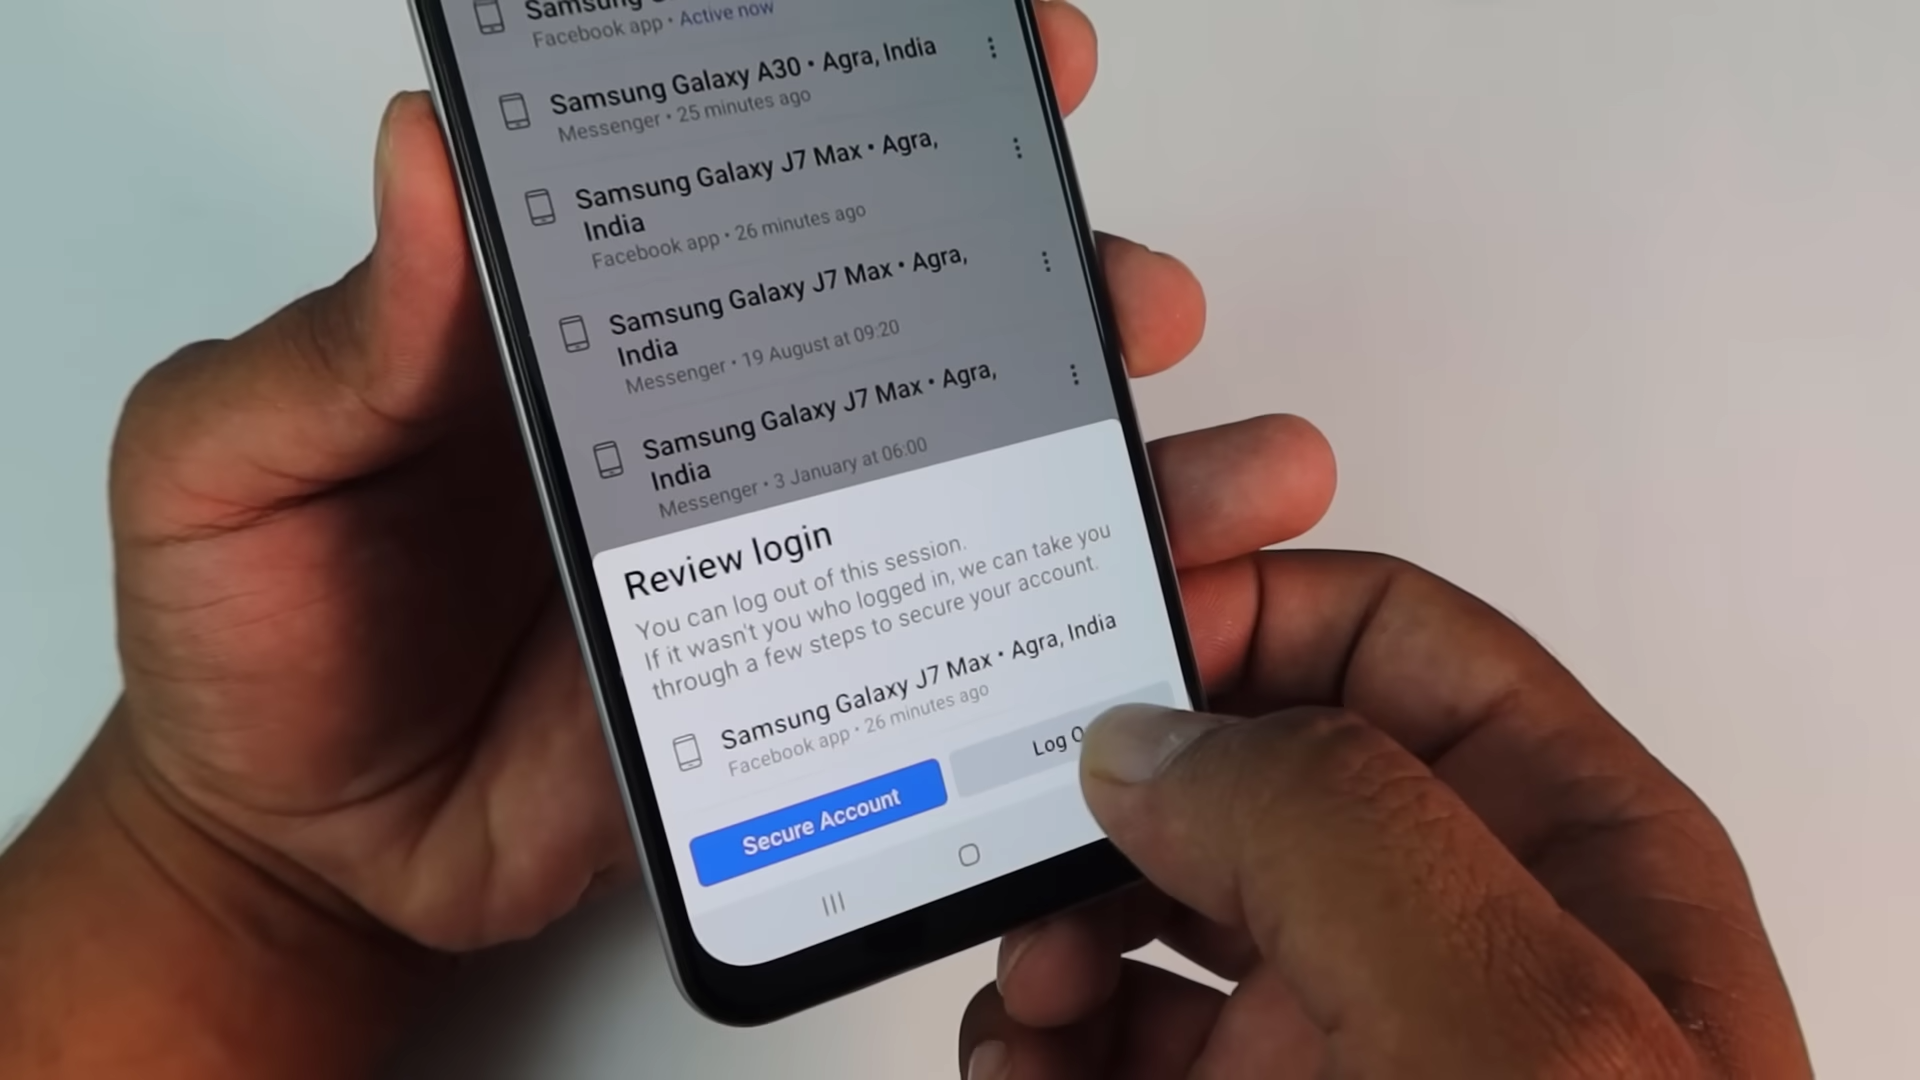 Samsung
Facebook app • Active now
Samsung Galaxy A30 • Agra, India
Messenger • 25 minutes ago
Samsung Galaxy J7 Max • Agra,
India
Facebook app • 26 minutes ago
Samsung Galaxy J7 Max • Agra,
India
Messenger • 19 August at 09:20
Samsung Galaxy J7 Max • Agra,
India
Messenger • 3 January at 06:00
Review login
You can log out of this session.
If it wasn't you who logged in, we can take you
through a few steps to secure your account.
Samsung Galaxy J7 Max • Agra, India
Facebook app • 26 minutes ago
Secure Account
Log O